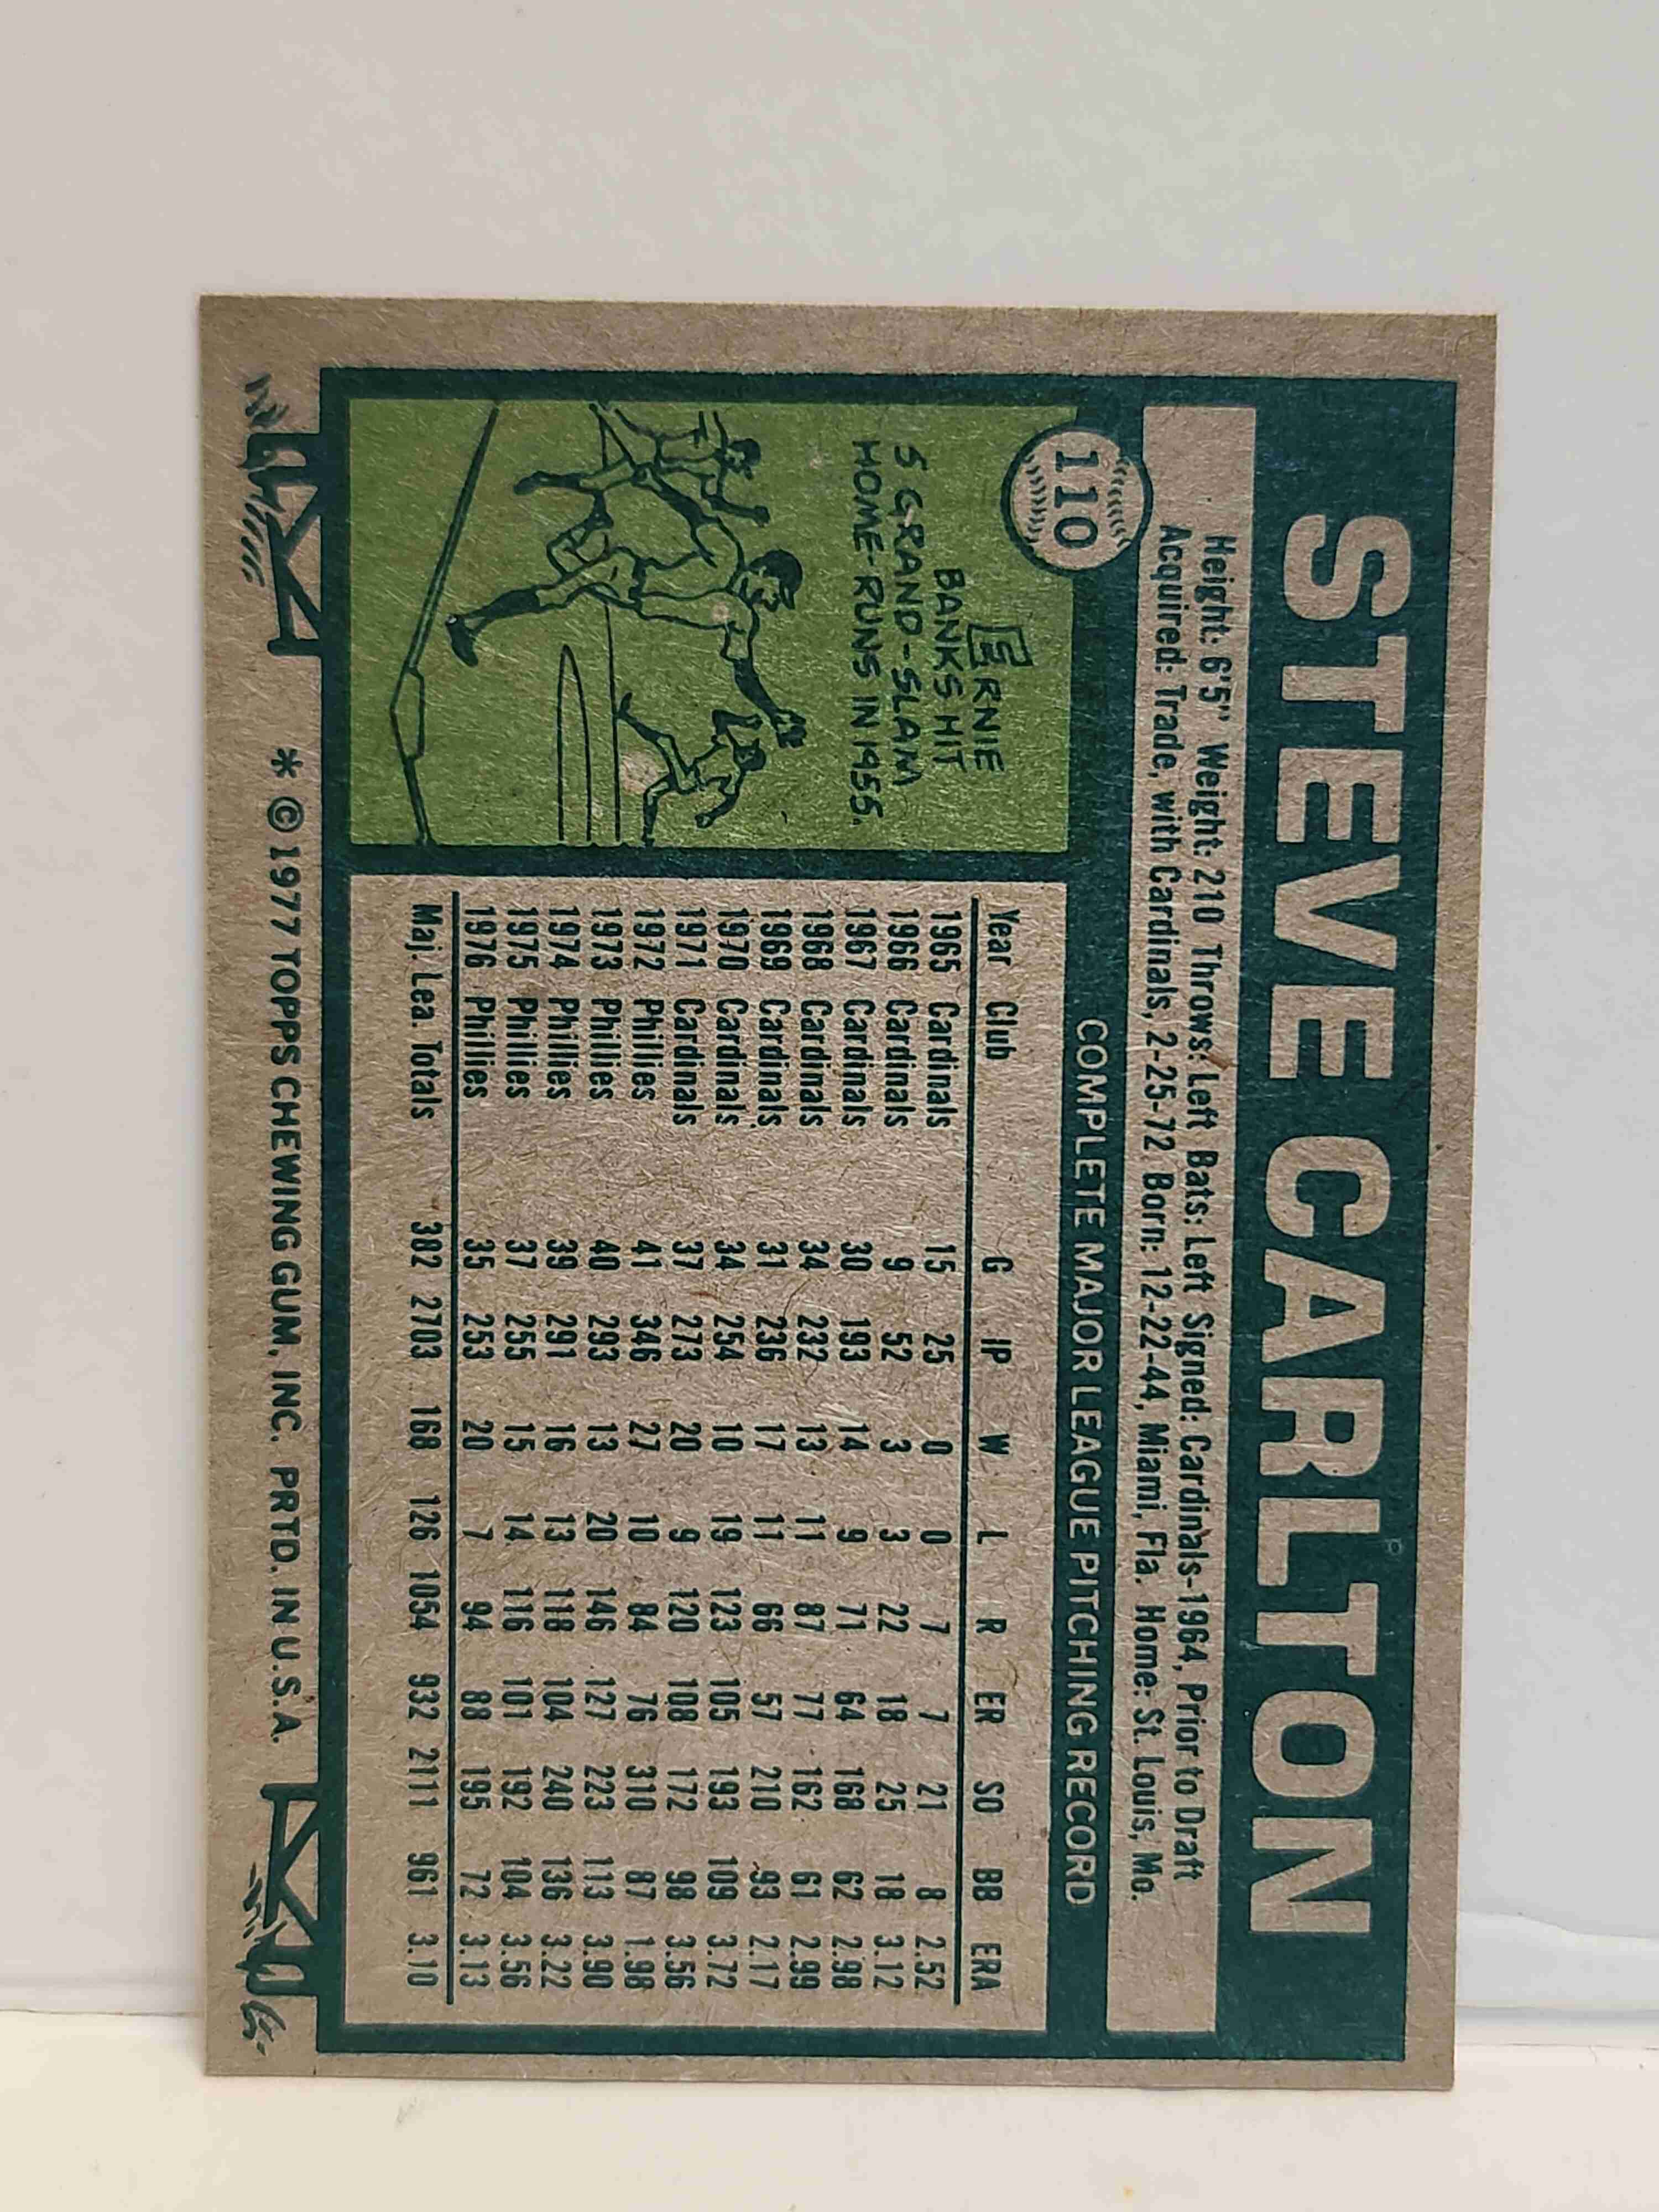 STEVE CARLTON
Height: 6'5" Weight: 210 Throws: Left Bats: Left Signed: Cardinals-1964, Prior to Draft
Acquired: Trade, with Cardinals, 2-25-72 Born: 12-22-44, Miami, Fla. Home: St. Louis, Mo.
110
COMPLETE MAJOR LEAGUE PITCHING RECORD
ERNIE
BANKS HIT
5 GRAND-SLAM
HOME-RUNS IN 1955.
Year Club G IP W L R ER SO BB ERA
1965 Cardinals 15 25 0 0 7 7 21 8 2.52
1966 Cardinals 9 52 3 3 22 18 25 18 3.12
1967 Cardinals 30 193 14 9 71 64 168 62 2.98
1968 Cardinals 34 232 13 11 87 77 162 61 2.99
1969 Cardinals 31 236 17 11 66 57 210 93 2.17
1970 Cardinals 34 254 10 19 123 105 193 109 3.72
1971 Cardinals 37 273 20 9 120 108 172 98 3.56
1972 Phillies 41 346 27 10 84 76 310 87 1.98
1973 Phillies 40 293 13 20 146 127 223 113 3.90
1974 Phillies 39 291 16 13 118 104 240 136 3.22
1975 Phillies 37 255 15 14 116 101 192 104 3.56
1976 Phillies 35 253 20 7 94 88 195 72 3.13
Maj. Lea. Totals 382 2703 168 126 1054 932 2111 961 3.10
* © 1977 TOPPS CHEWING GUM, INC. PRTD. IN U.S.A.